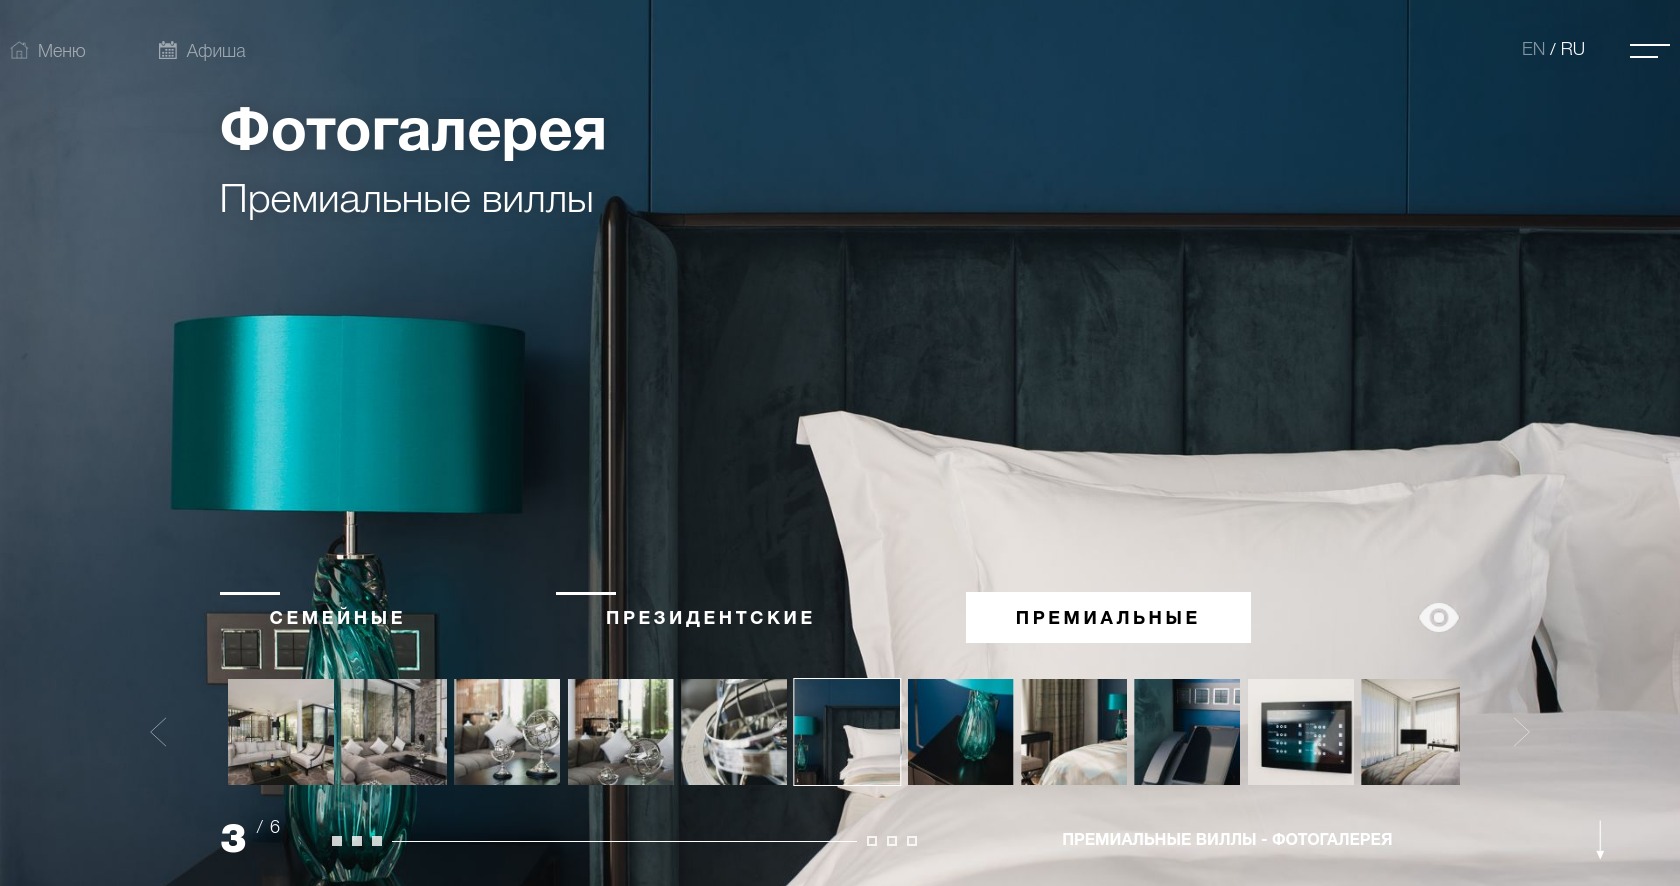 Меню
Афиша
EN / RU
Фотогалерея
Премиальные виллы
СЕМЕЙНЫЕ
ПРЕЗИДЕНТСКИЕ
ПРЕМИАЛЬНЫЕ
3 / 6
ПРЕМИАЛЬНЫЕ ВИЛЛЫ - ФОТОГАЛЕРЕЯ